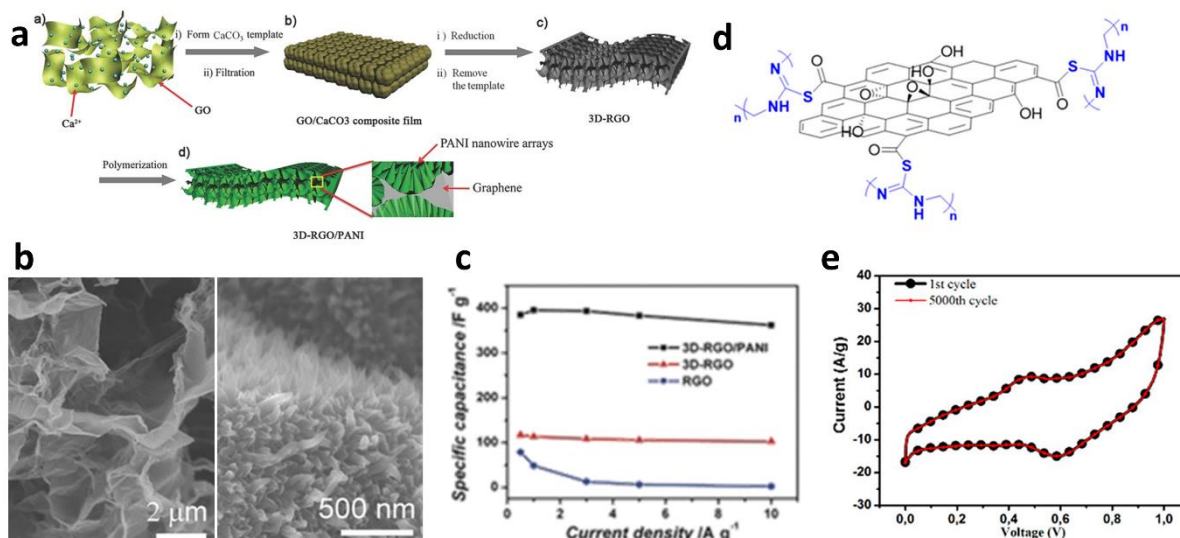 a
a)
i) Form CaCO₃ template
ii) Filtration
Ca²⁺
GO
b)
GO/CaCO3 composite film
i ) Reduction
ii) Remove
the template
c)
3D-RGO
Polymerization
d)
PANI nanowire arrays
Graphene
3D-RGO/PANI
b
2 μm
500 nm
c
Specific capacitance /F g⁻¹
400
300
100
0
3D-RGO/PANI
3D-RGO
RGO
0
2
4
6
8
10
Current density /A g⁻¹
d
n
NH
N
S
O
OH
HO
O
O
HO
OH
O
S
N
NH
n
O
S
N
N
H
n
S
NH
N
n
e
Current (A/g)
40
30
20
10
0
-10
-20
-30
1st cycle
5000th cycle
0,0
0,2
0,4
0,6
0,8
1,0
Voltage (V)